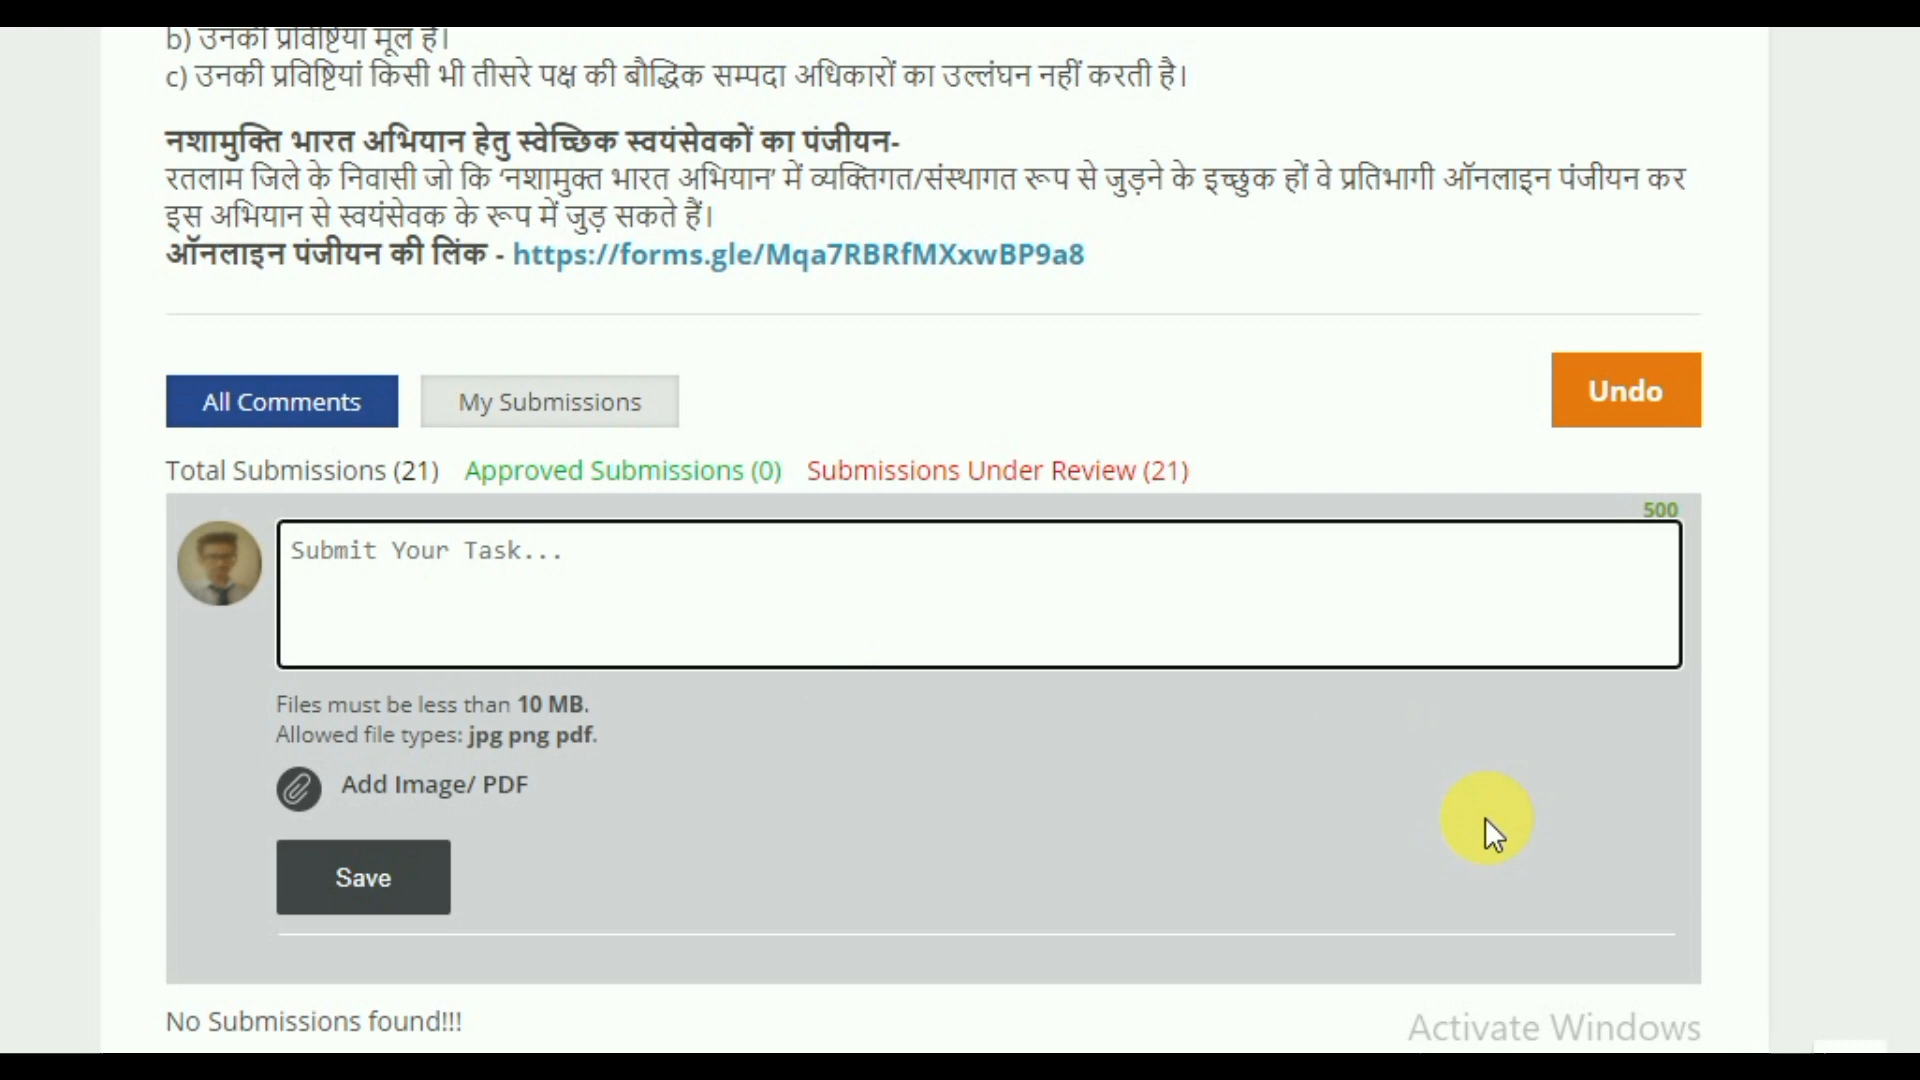 b) उनकी प्रविष्टियां मूल है।
c) उनकी प्रविष्टियां किसी भी तीसरे पक्ष की बौद्धिक सम्पदा अधिकारों का उल्लंघन नहीं करती है।
नशामुक्ति भारत अभियान हेतु स्वेच्छिक स्वयंसेवकों का पंजीयन-
रतलाम जिले के निवासी जो कि 'नशामुक्त भारत अभियान' में व्यक्तिगत/संस्थागत रूप से जुड़ने के इच्छुक हों वे प्रतिभागी ऑनलाइन पंजीयन कर
इस अभियान से स्वयंसेवक के रूप में जुड़ सकते हैं।
ऑनलाइन पंजीयन की लिंक - https://forms.gle/Mqa7RBRfMXxwBP9a8
All Comments My Submissions Undo
Total Submissions (21) Approved Submissions (0) Submissions Under Review (21)
500
Submit Your Task...
Files must be less than 10 MB.
Allowed file types: jpg png pdf.
Add Image/ PDF
Save
No Submissions found!!!
Activate Windows